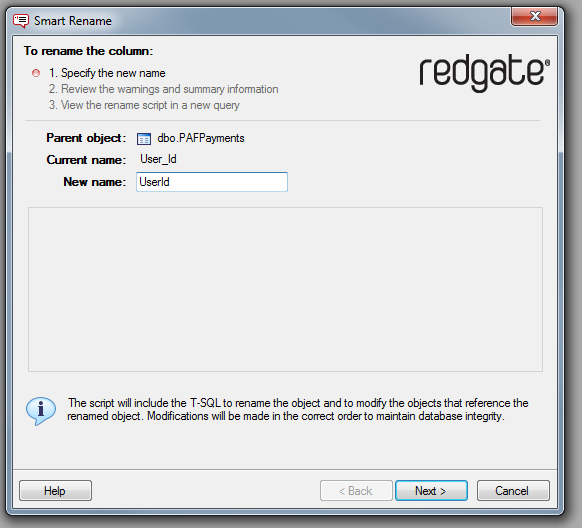 Smart Rename
To rename the column:
redgate®
1. Specify the new name
2. Review the warnings and summary information
3. View the rename script in a new query
Parent object: dbo.PAFPayments
Current name: User_Id
New name: UserId
The script will include the T-SQL to rename the object and to modify the objects that reference the
renamed object. Modifications will be made in the correct order to maintain database integrity.
Help
< Back
Next >
Cancel